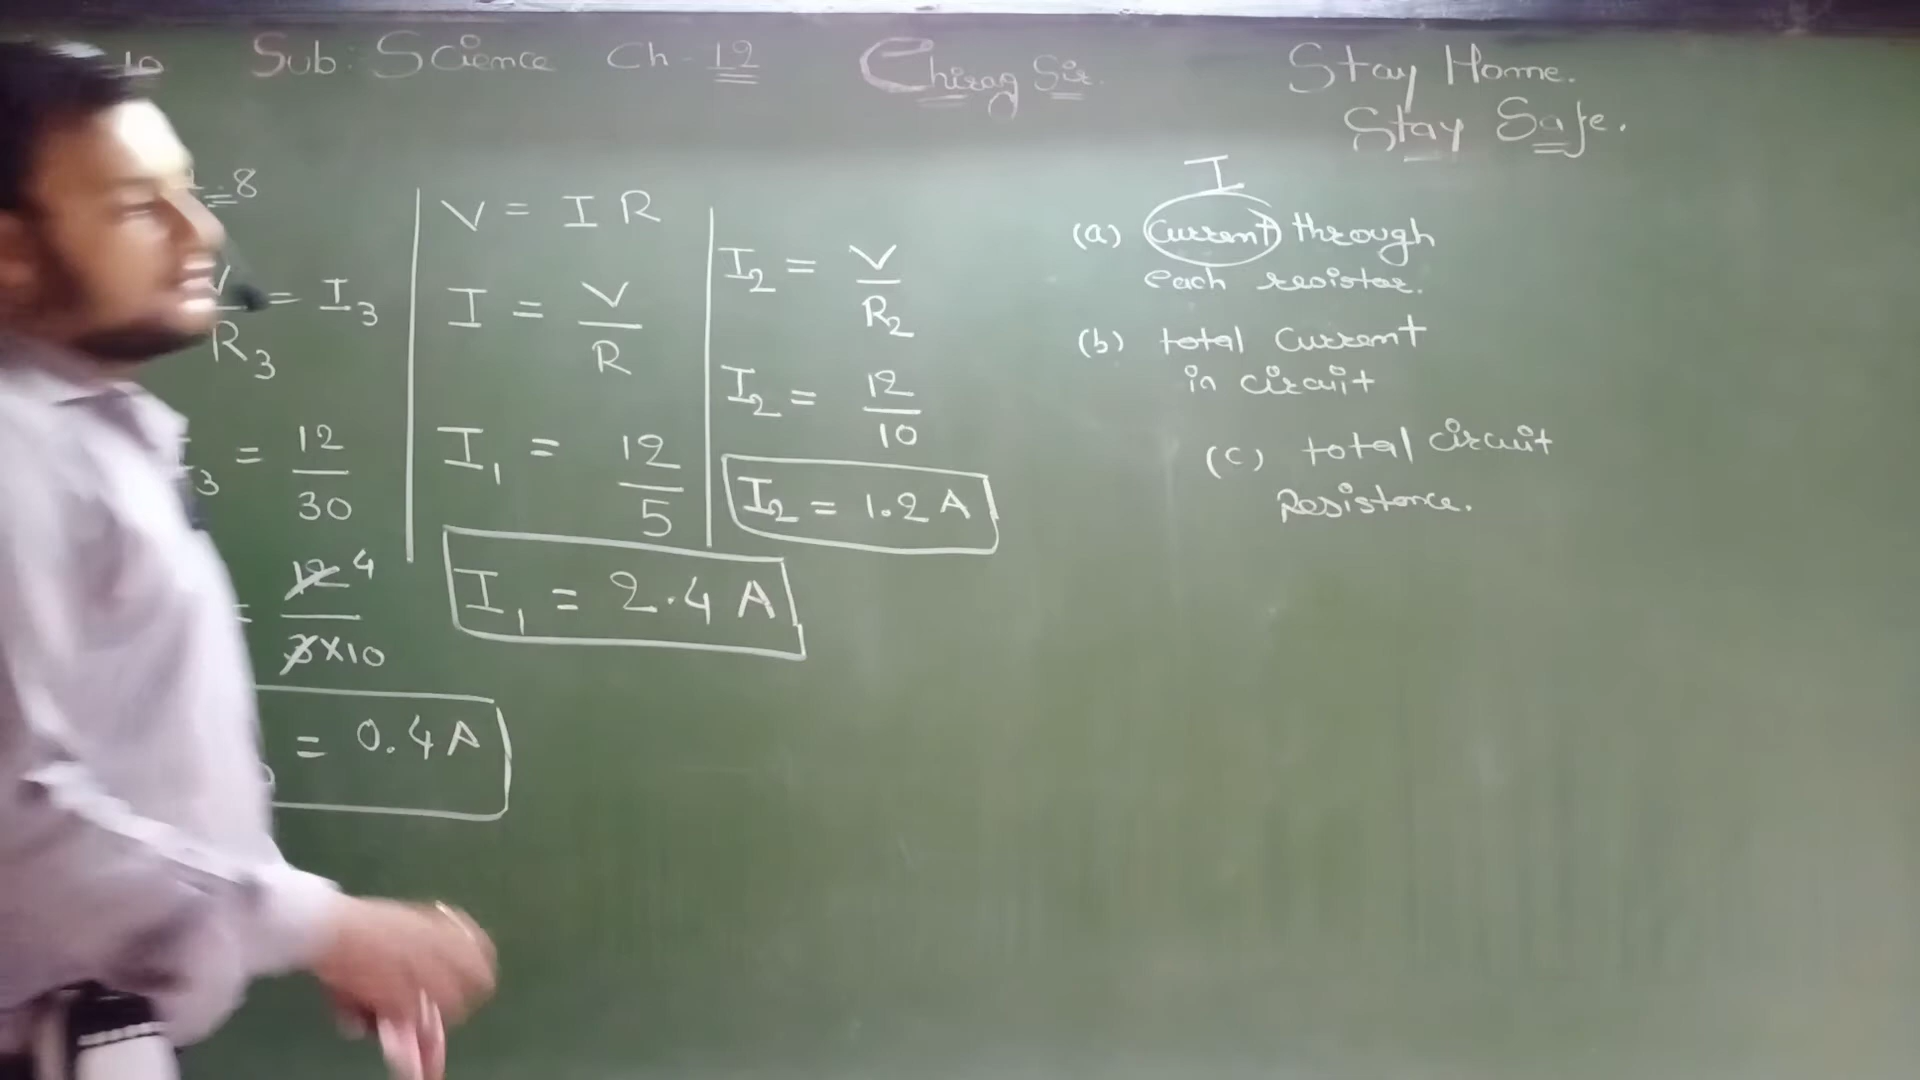 10 Sub: Science Ch-12 Chirag Sir.
Stay Home.
Stay Safe.
8
V/R3 = I3
I3 = 12/30
= 12 4/3×10
= 0.4 A
V = I R
I = V/R
I1 = 12/5
I1 = 2.4 A
I2 = V/R2
I2 = 12/10
I2 = 1.2 A
I
(a) Current through
each resistor.
(b) total Current
in circuit
(c) total circuit
Resistance.